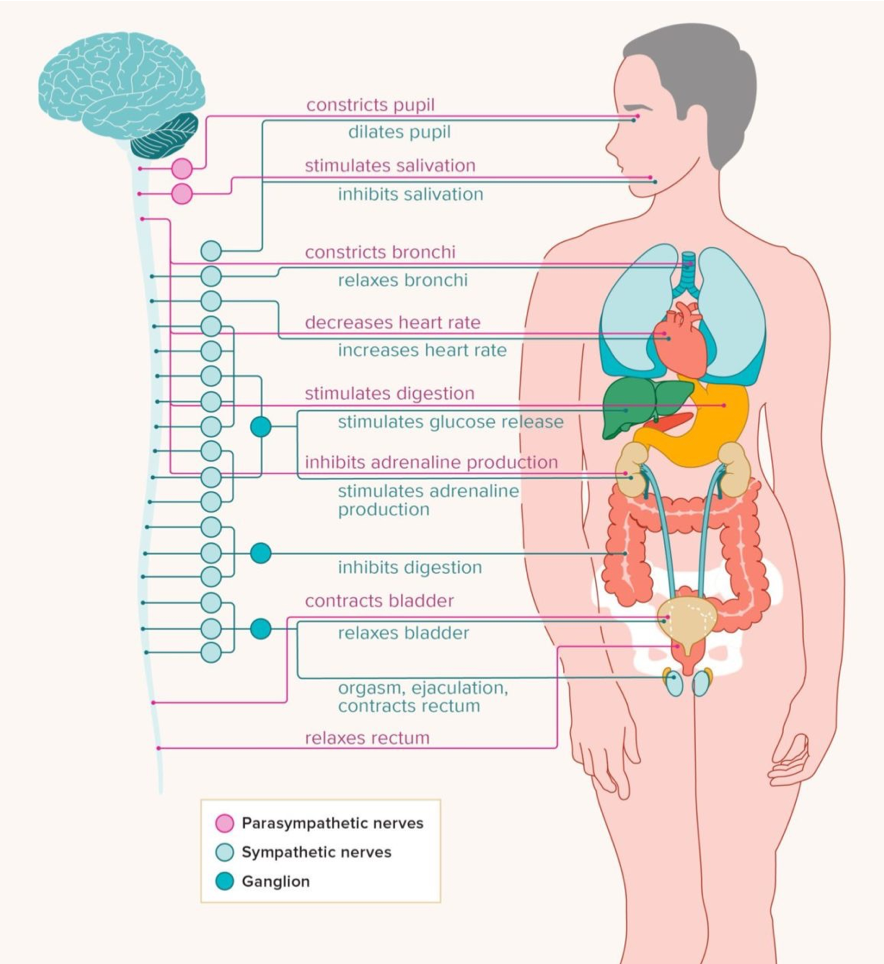 constricts pupil
dilates pupil
stimulates salivation
inhibits salivation
constricts bronchi
relaxes bronchi
decreases heart rate
increases heart rate
stimulates digestion
stimulates glucose release
inhibits adrenaline production
stimulates adrenaline
production
inhibits digestion
contracts bladder
relaxes bladder
orgasm, ejaculation,
contracts rectum
relaxes rectum
Parasympathetic nerves
Sympathetic nerves
Ganglion